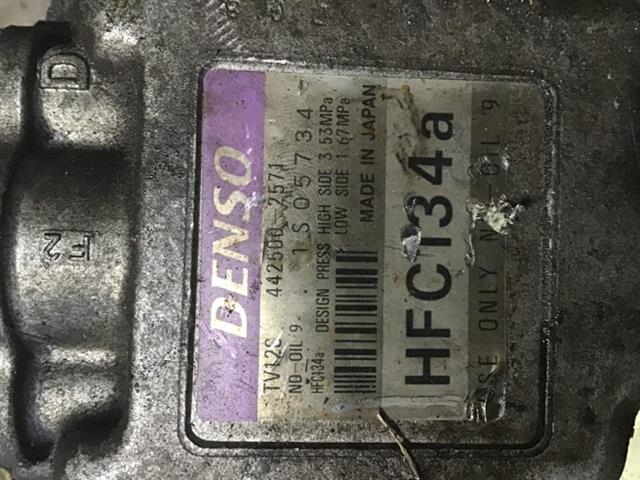 DENSO
TV12C 442500-2571
ND-OIL 9 1S05734
HFC134a DESIGN PRESS HIGH SIDE 3 53MPa
LOW SIDE 1 67MPa
MADE IN JAPAN
HFC134a
USE ONLY ND-OIL 9
D
F2